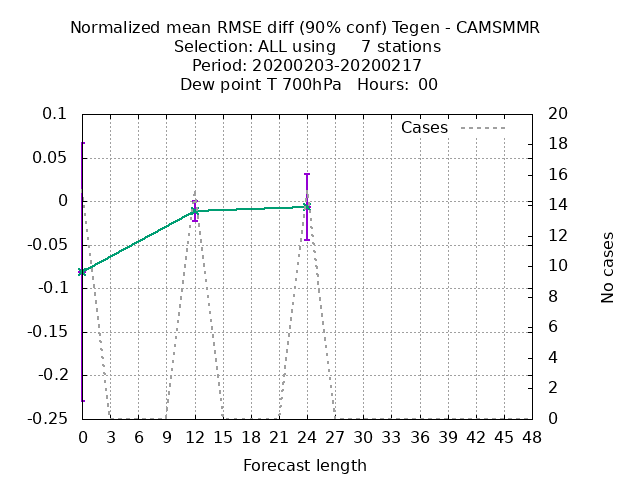 Normalized mean RMSE diff (90% conf) Tegen - CAMSMMR
Selection: ALL using 7 stations
Period: 20200203-20200217
Dew point T 700hPa Hours: 00
Cases
0.1
0.05
0
-0.05
-0.1
-0.15
-0.2
-0.25
20
18
16
14
12
10
8
6
4
2
0
No cases
0 3 6 9 12 15 18 21 24 27 30 33 36 39 42 45 48
Forecast length